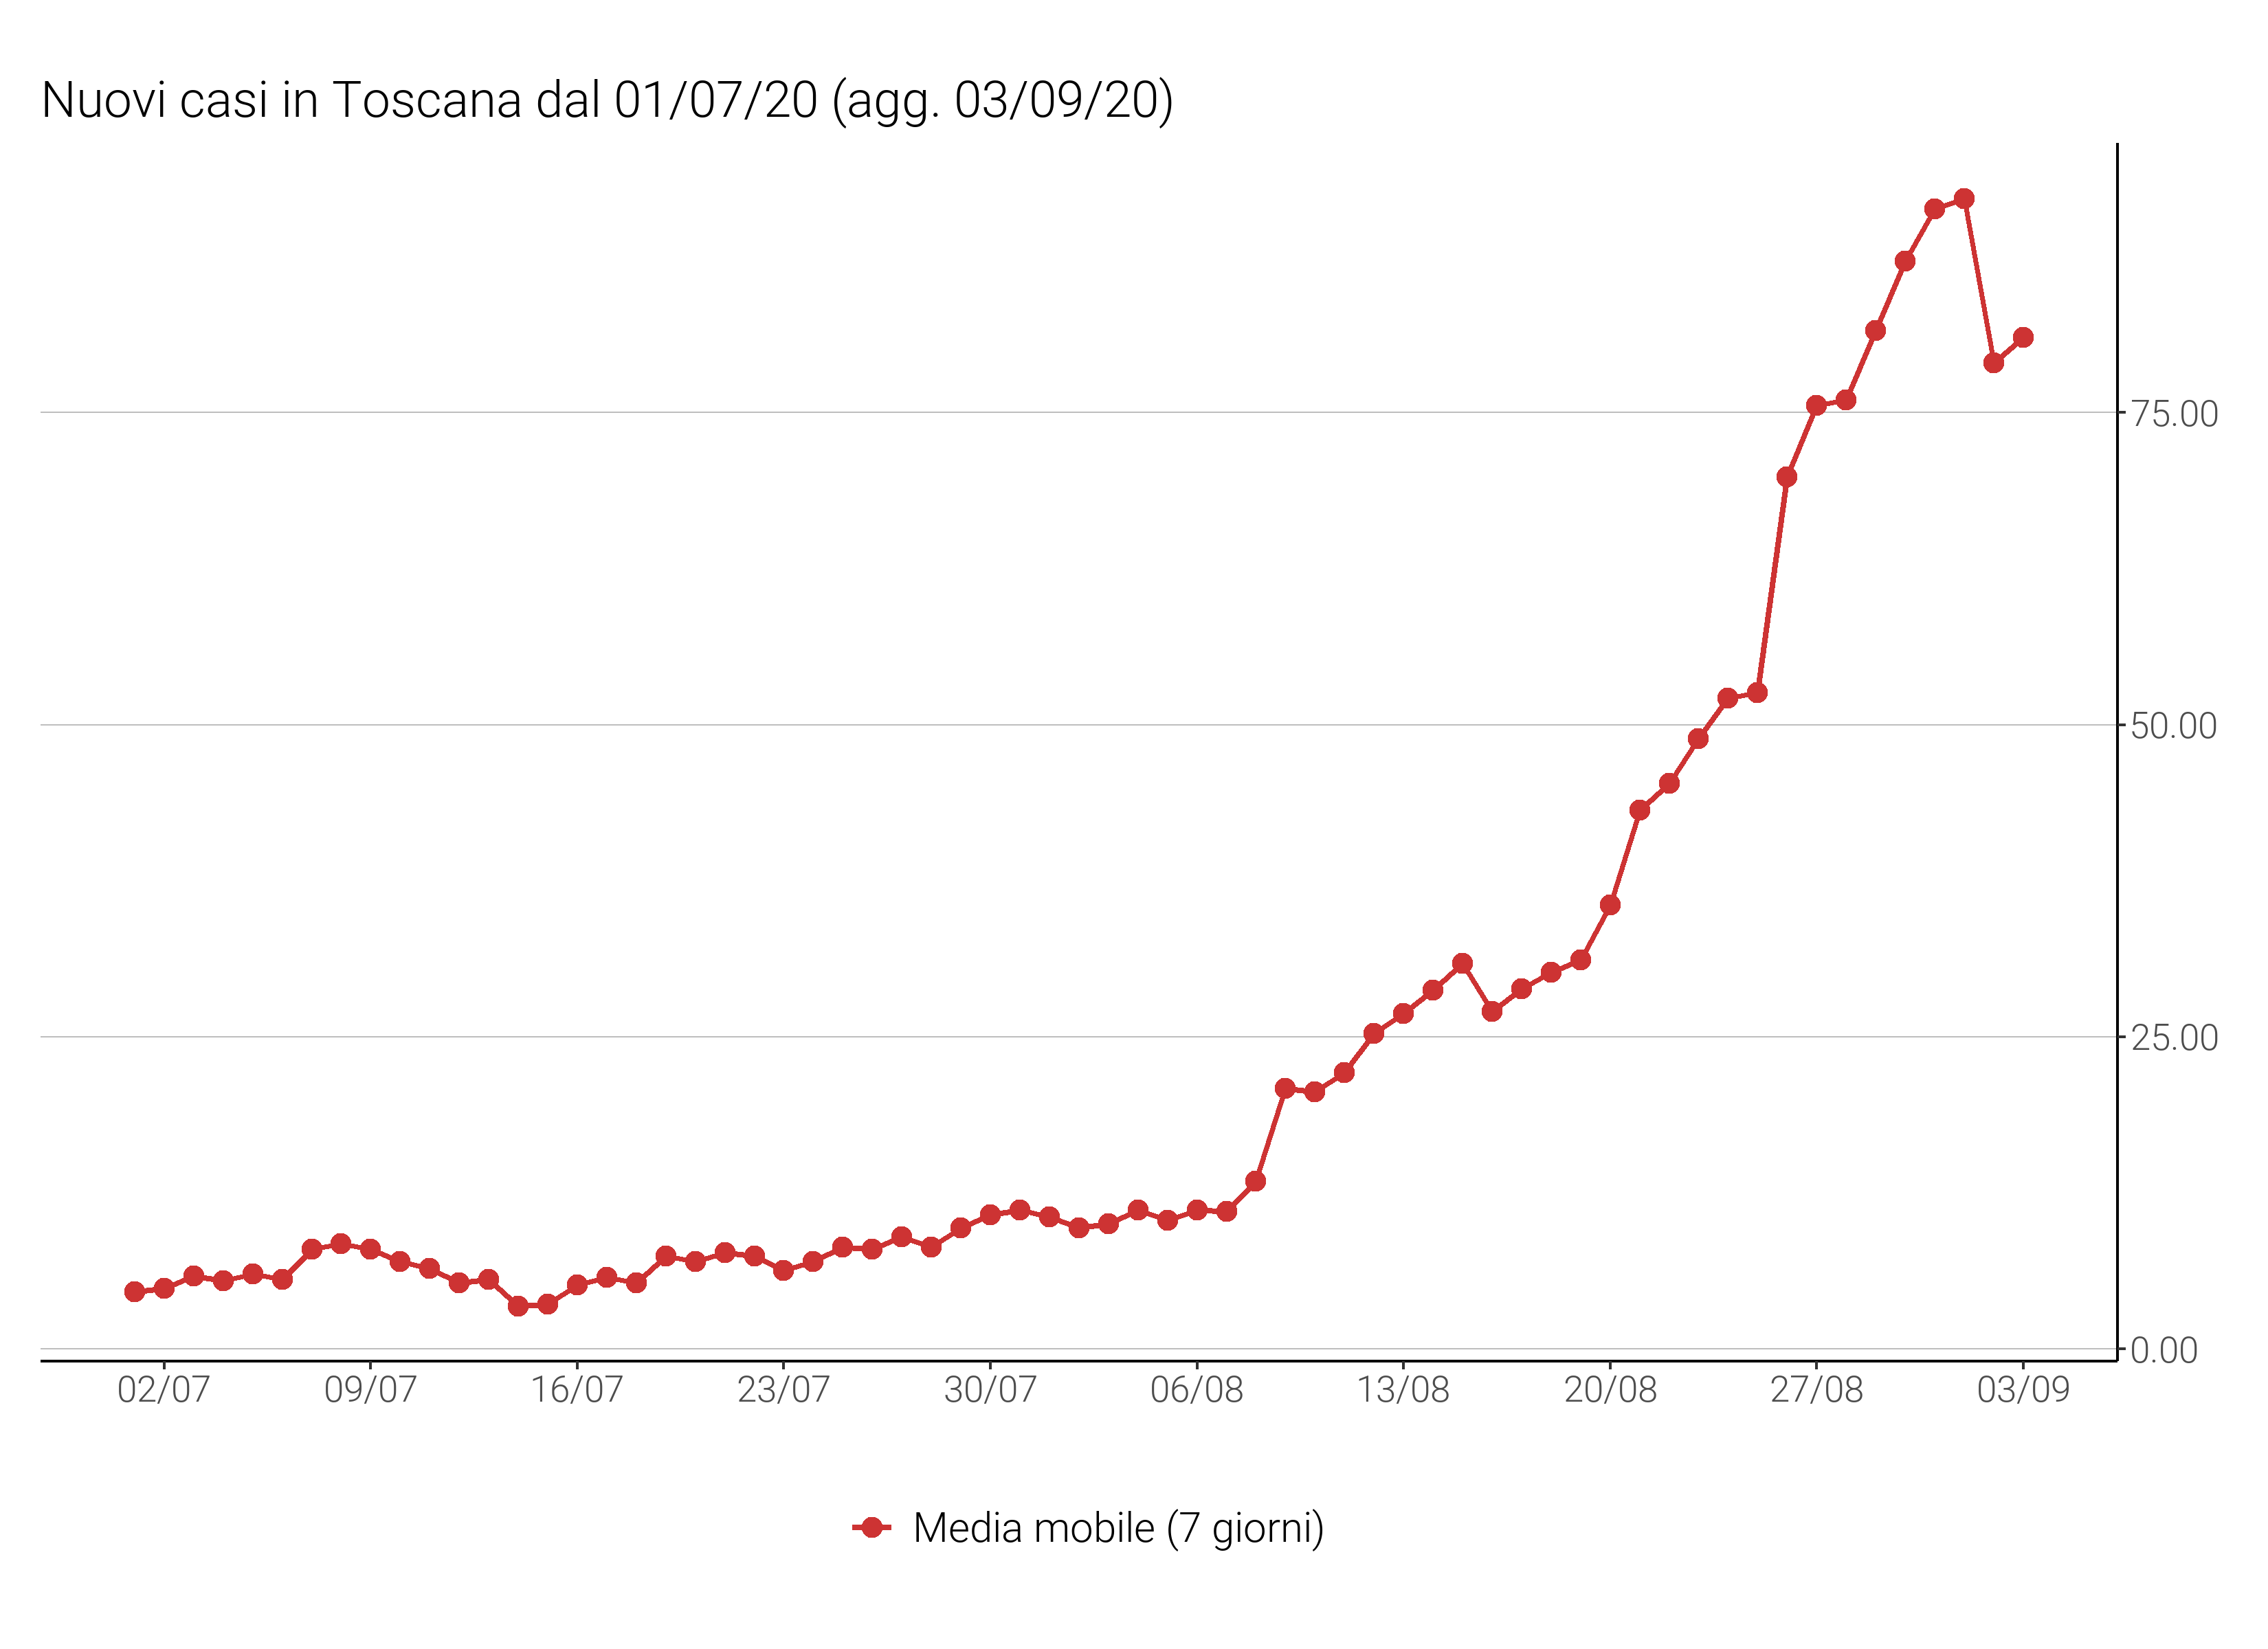 Nuovi casi in Toscana dal 01/07/20 (agg. 03/09/20)
75.00
50.00
25.00
0.00
02/07 09/07 16/07 23/07 30/07 06/08 13/08 20/08 27/08 03/09
Media mobile (7 giorni)